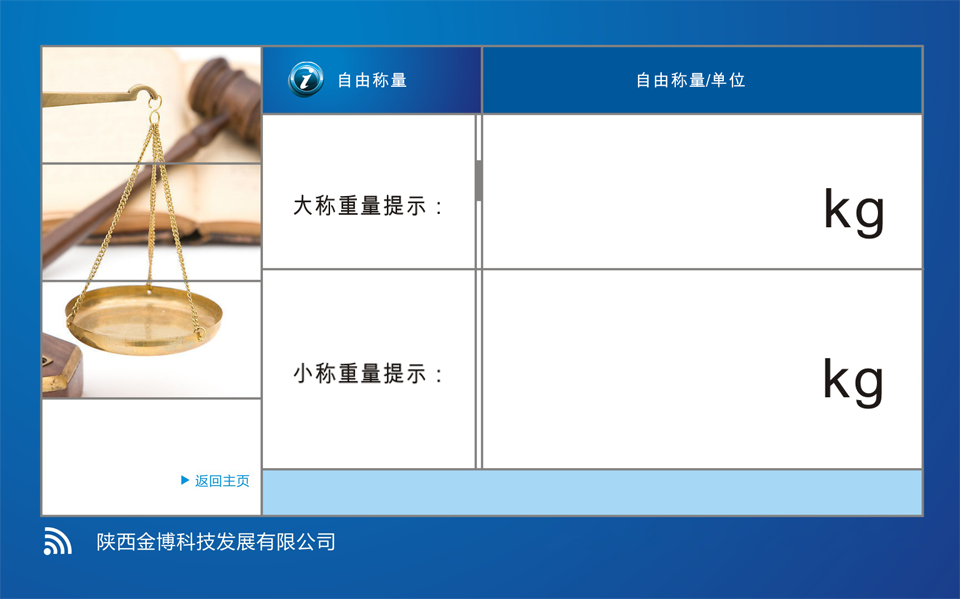 自由称量
自由称量/单位
大称重量提示：
kg
小称重量提示：
kg
返回主页
陕西金博科技发展有限公司